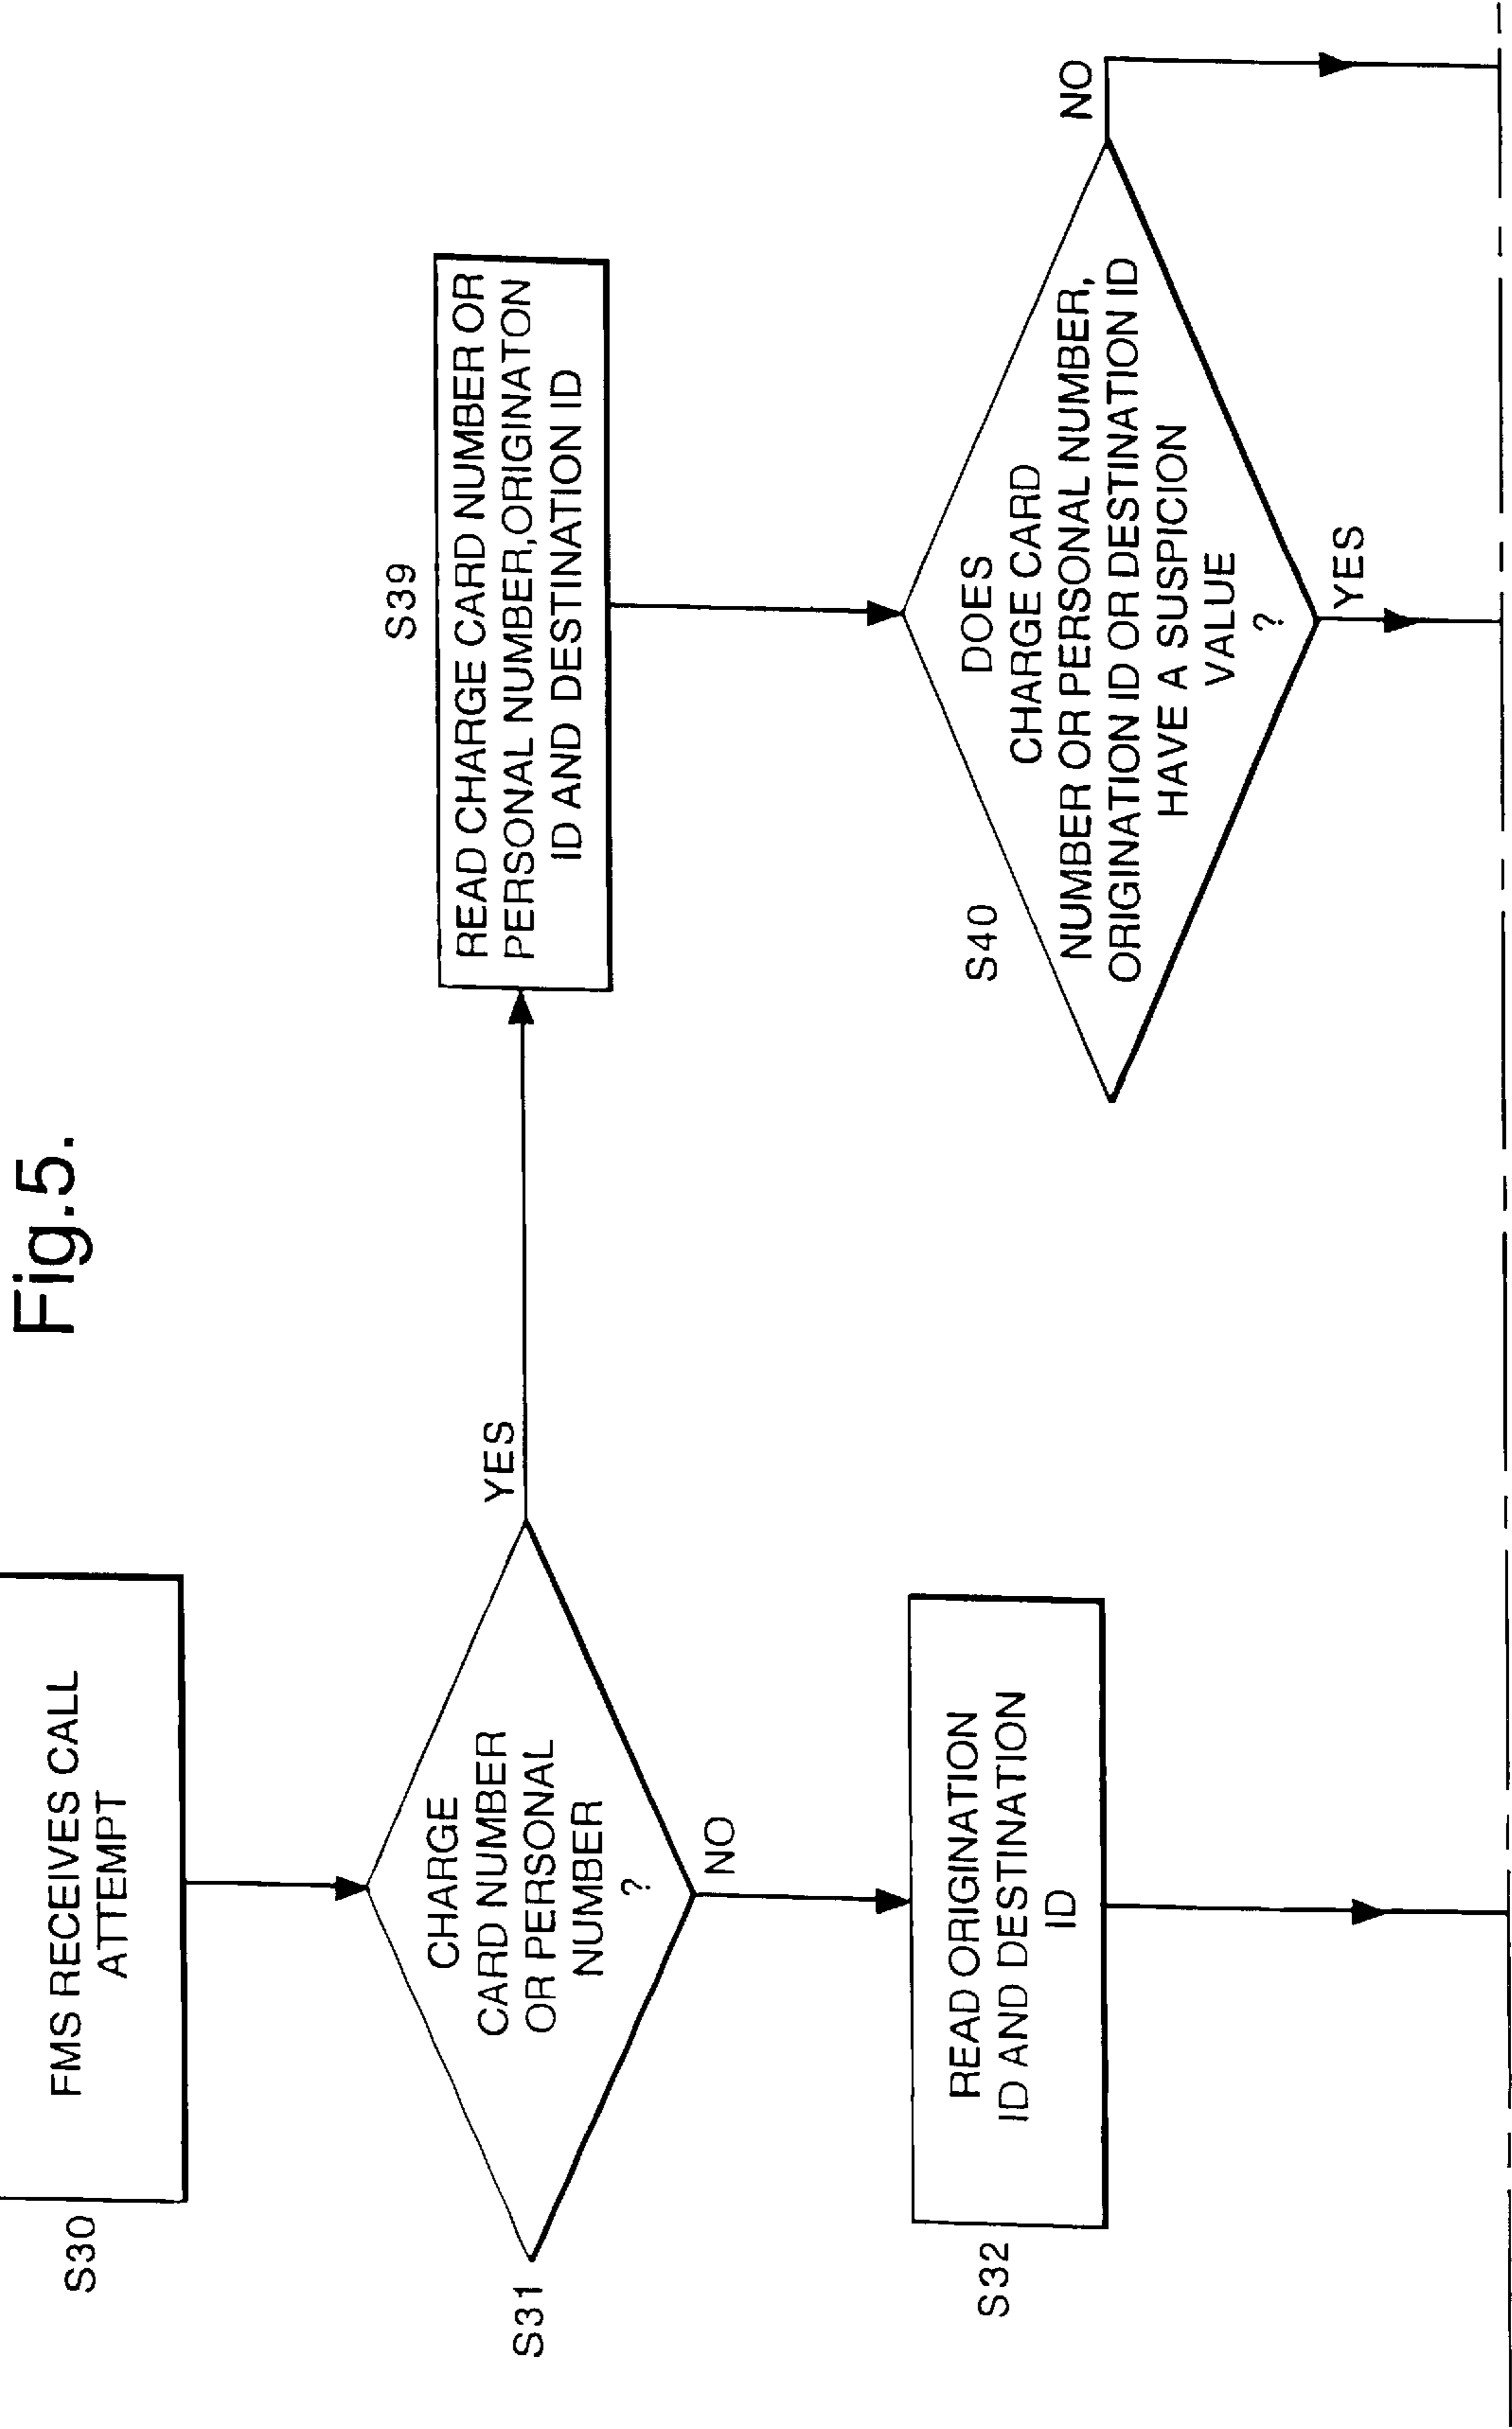 Fig.5.
S30
FMS RECEIVES CALL
ATTEMPT
S31
CHARGE
CARD NUMBER
OR PERSONAL
NUMBER
?
YES
NO
S32
READ ORIGINATION
ID AND DESTINATION
ID
S39
READ CHARGE CARD NUMBER OR
PERSONAL NUMBER,ORIGINATON
ID AND DESTINATION ID
S40
DOES
CHARGE CARD
NUMBER OR PERSONAL NUMBER,
ORIGINATION ID OR DESTINATION ID
HAVE A SUSPICION
VALUE
?
NO
YES